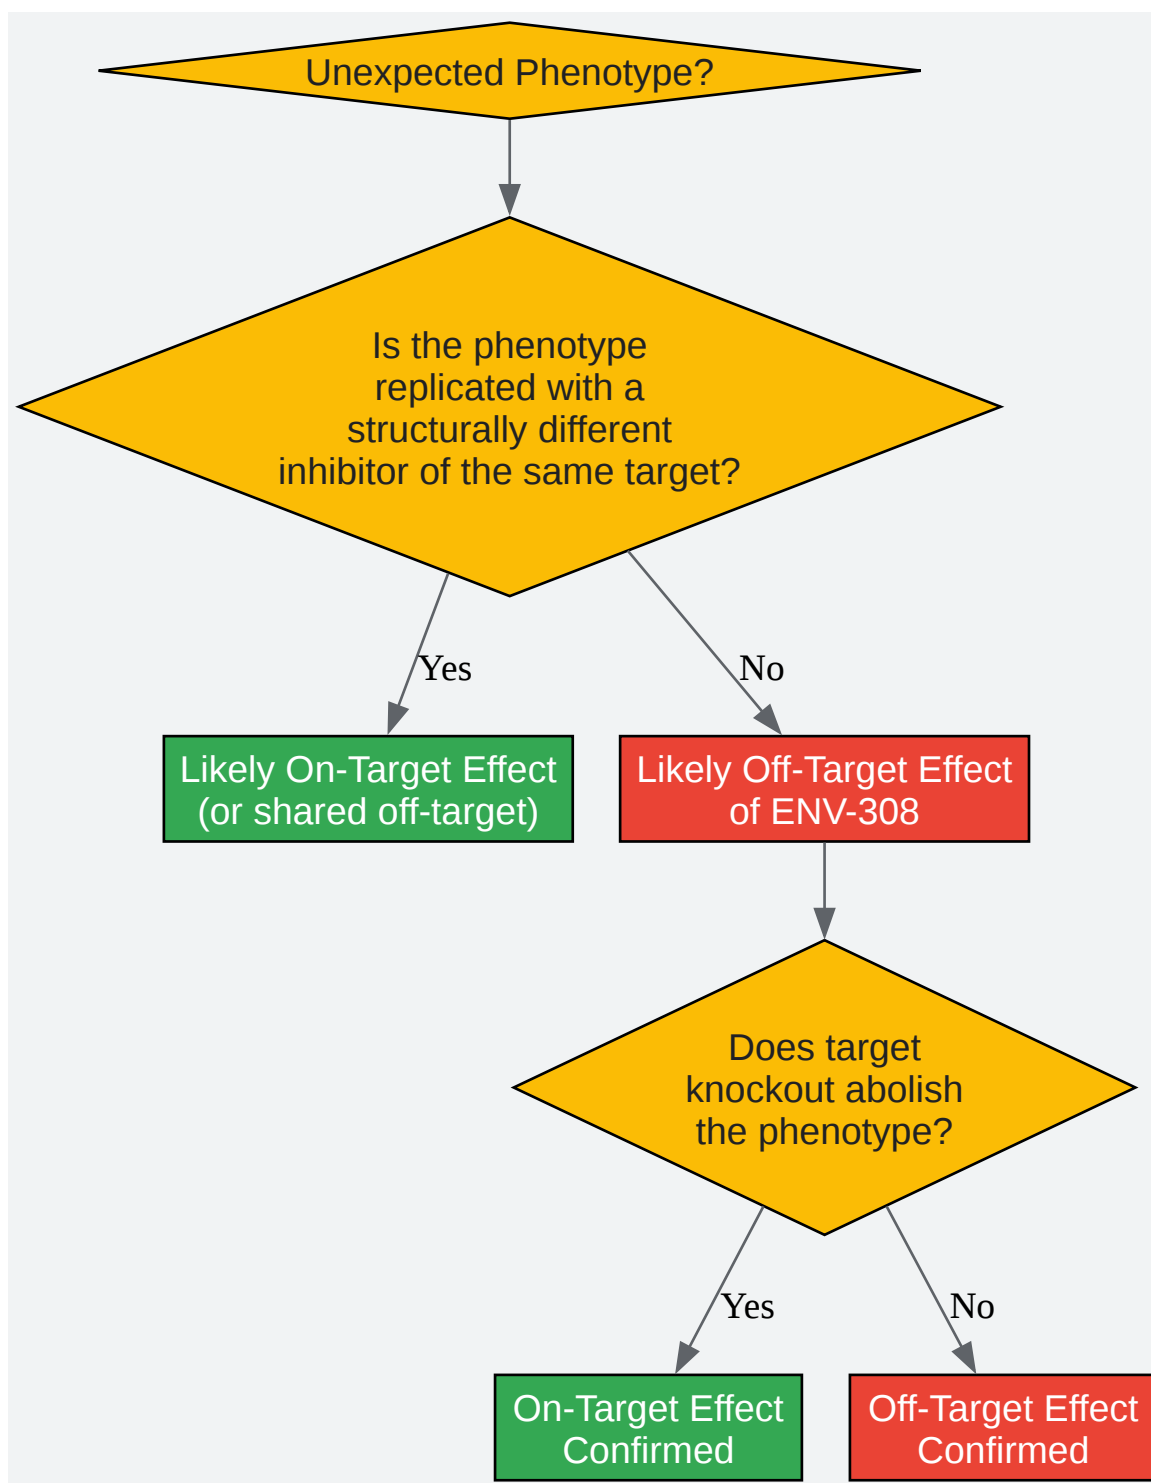 Unexpected Phenotype?
Is the phenotype
replicated with a
structurally different
inhibitor of the same target?
Yes
No
Likely On-Target Effect
(or shared off-target)
Likely Off-Target Effect
of ENV-308
Does target
knockout abolish
the phenotype?
Yes
No
On-Target Effect
Confirmed
Off-Target Effect
Confirmed